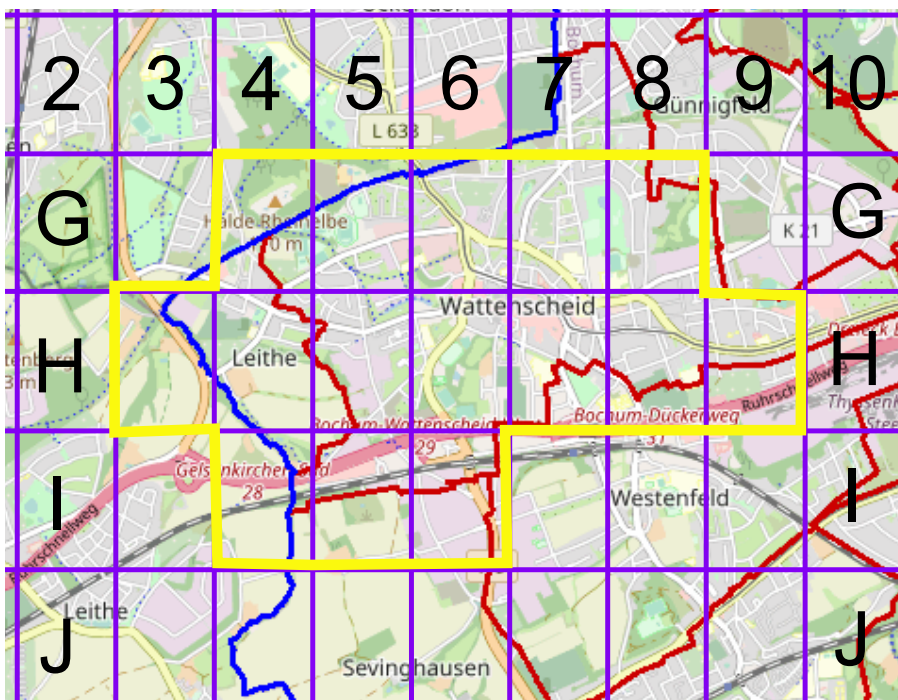 2 3 4 5 6 7 8 9 10
Günnigfeld
L 633
en
G
G
Halde Rheinelbe
K 21
Wattenscheid
H
Leithe
H
Ruhrschnellweg
Bochum-Wattenscheid
29
Bochum-Dückerweg
31
Gelsenkirchen-Süd
28
I
I
Westenfeld
Ruhrschnellweg
Leithe
J
J
Sevinghausen